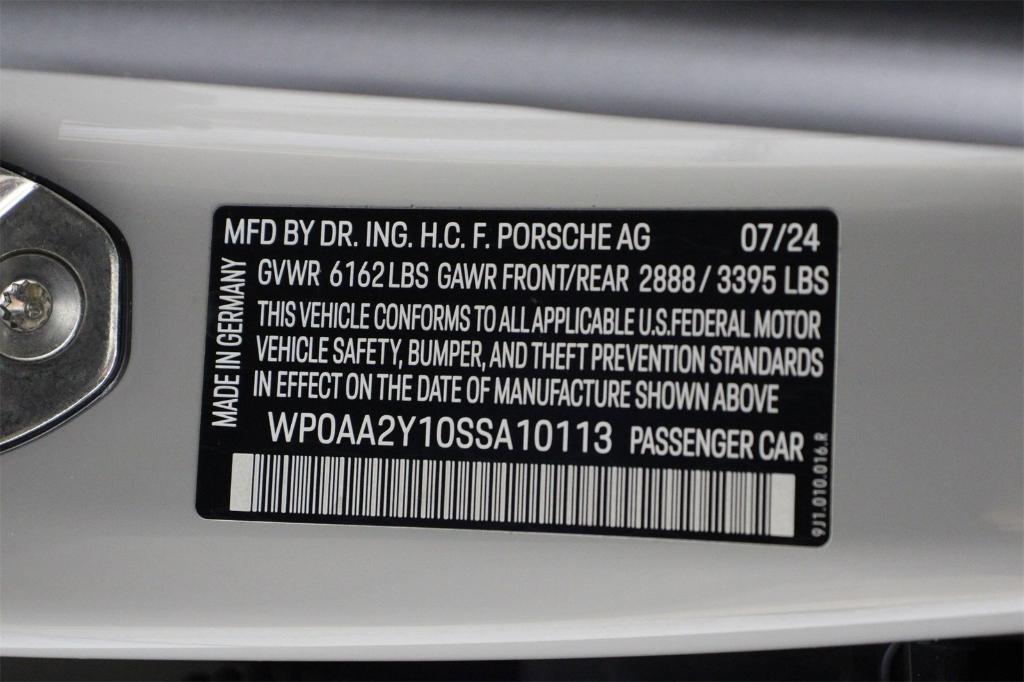 MFD BY DR. ING. H.C. F. PORSCHE AG 07/24
GVWR 6162 LBS GAWR FRONT/REAR 2888 / 3395 LBS
THIS VEHICLE CONFORMS TO ALL APPLICABLE U.S. FEDERAL MOTOR
VEHICLE SAFETY, BUMPER, AND THEFT PREVENTION STANDARDS
IN EFFECT ON THE DATE OF MANUFACTURE SHOWN ABOVE
WP0AA2Y10SSA10113 PASSENGER CAR
MADE IN GERMANY
9J1.010.016.R